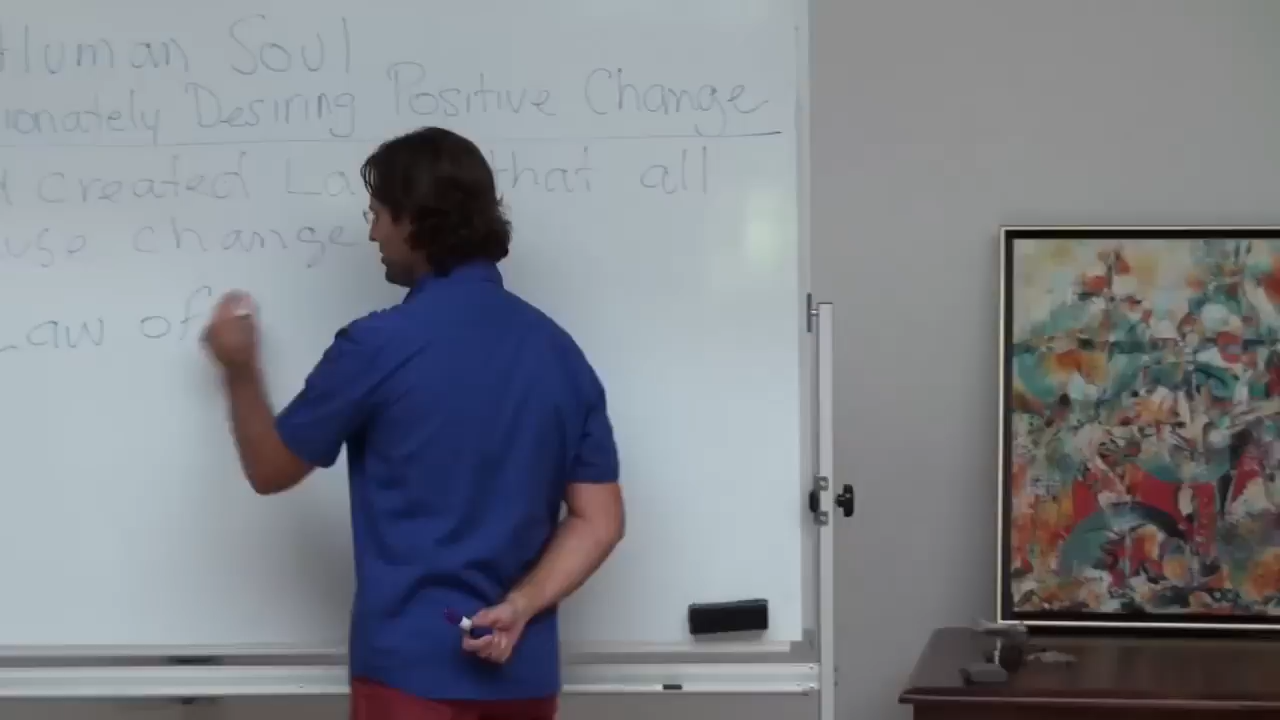 Human Soul
ionately Desiring Positive Change
created La that all
use change
Law of